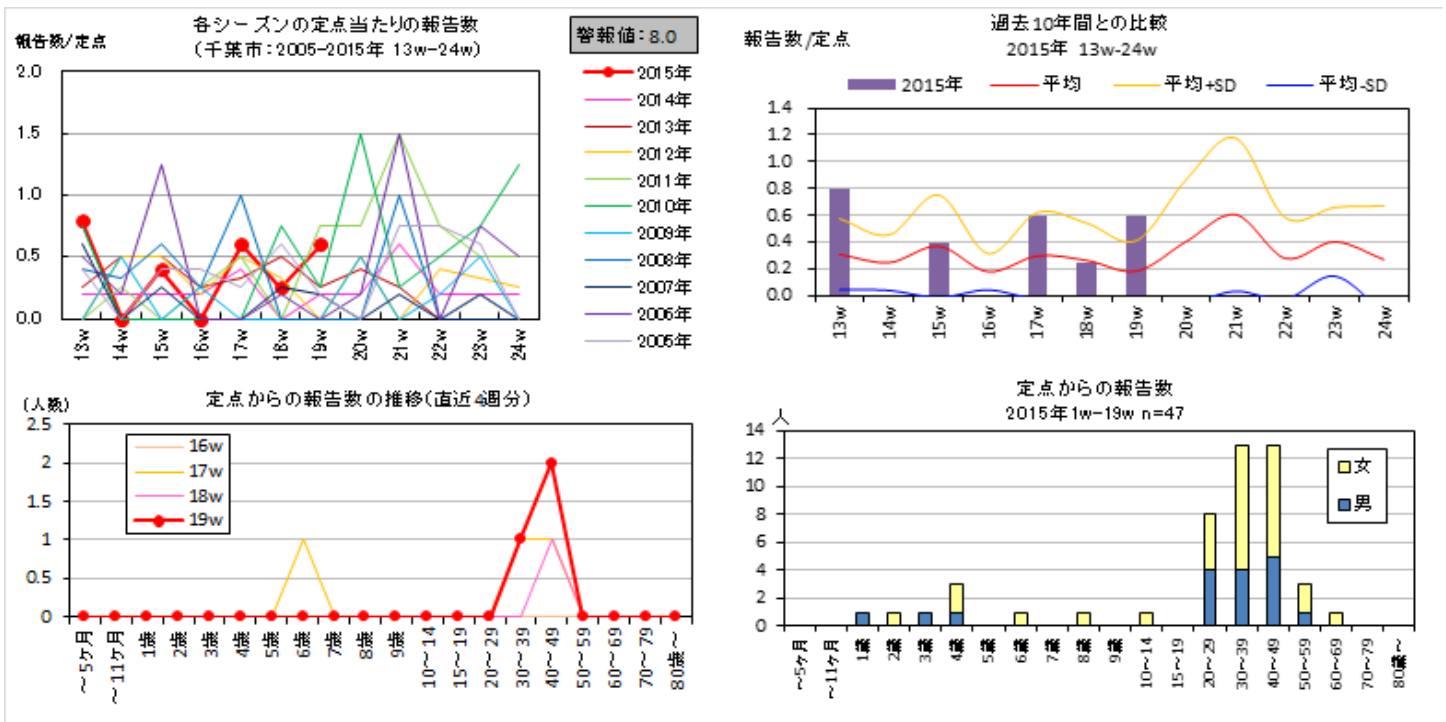 各シーズンの定点当たりの報告数
(千葉市:2005-2015年 13w-24w)
報告数/定点
警報値:8.0
2.0
1.5
1.0
0.5
0.0
13w 14w 15w 16w 17w 18w 19w 20w 21w 22w 23w 24w
2015年
2014年
2013年
2012年
2011年
2010年
2009年
2008年
2007年
2006年
2005年
過去10年間との比較
2015年 13w-24w
報告数/定点
2015年 平均 平均+SD 平均-SD
1.4
1.2
1.0
0.8
0.6
0.4
0.2
0.0
13w 14w 15w 16w 17w 18w 19w 20w 21w 22w 23w 24w
定点からの報告数の推移(直近4週分)
(人数)
2.5
2
1.5
1
0.5
0
16w
17w
18w
19w
～5ケ月 ～11ケ月 1歳 2歳 3歳 4歳 5歳 6歳 7歳 8歳 9歳 10～14 15～19 20～29 30～39 40～49 50～59 60～69 70～79 80歳～
定点からの報告数
2015年1w-19w n=47
人
14
12
10
8
6
4
2
0
女
男
～5ケ月 ～11ケ月 1歳 2歳 3歳 4歳 5歳 6歳 7歳 8歳 9歳 10～14 15～19 20～29 30～39 40～49 50～59 60～69 70～79 80歳～